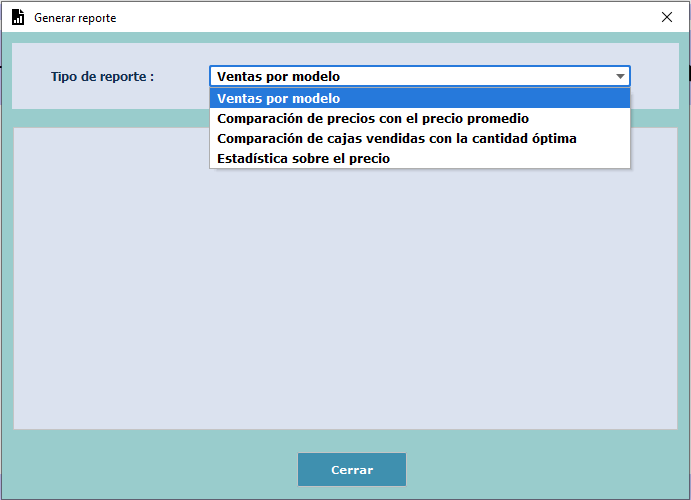 Generar reporte
Tipo de reporte :
Ventas por modelo
Ventas por modelo
Comparación de precios con el precio promedio
Comparación de cajas vendidas con la cantidad óptima
Estadística sobre el precio
Cerrar